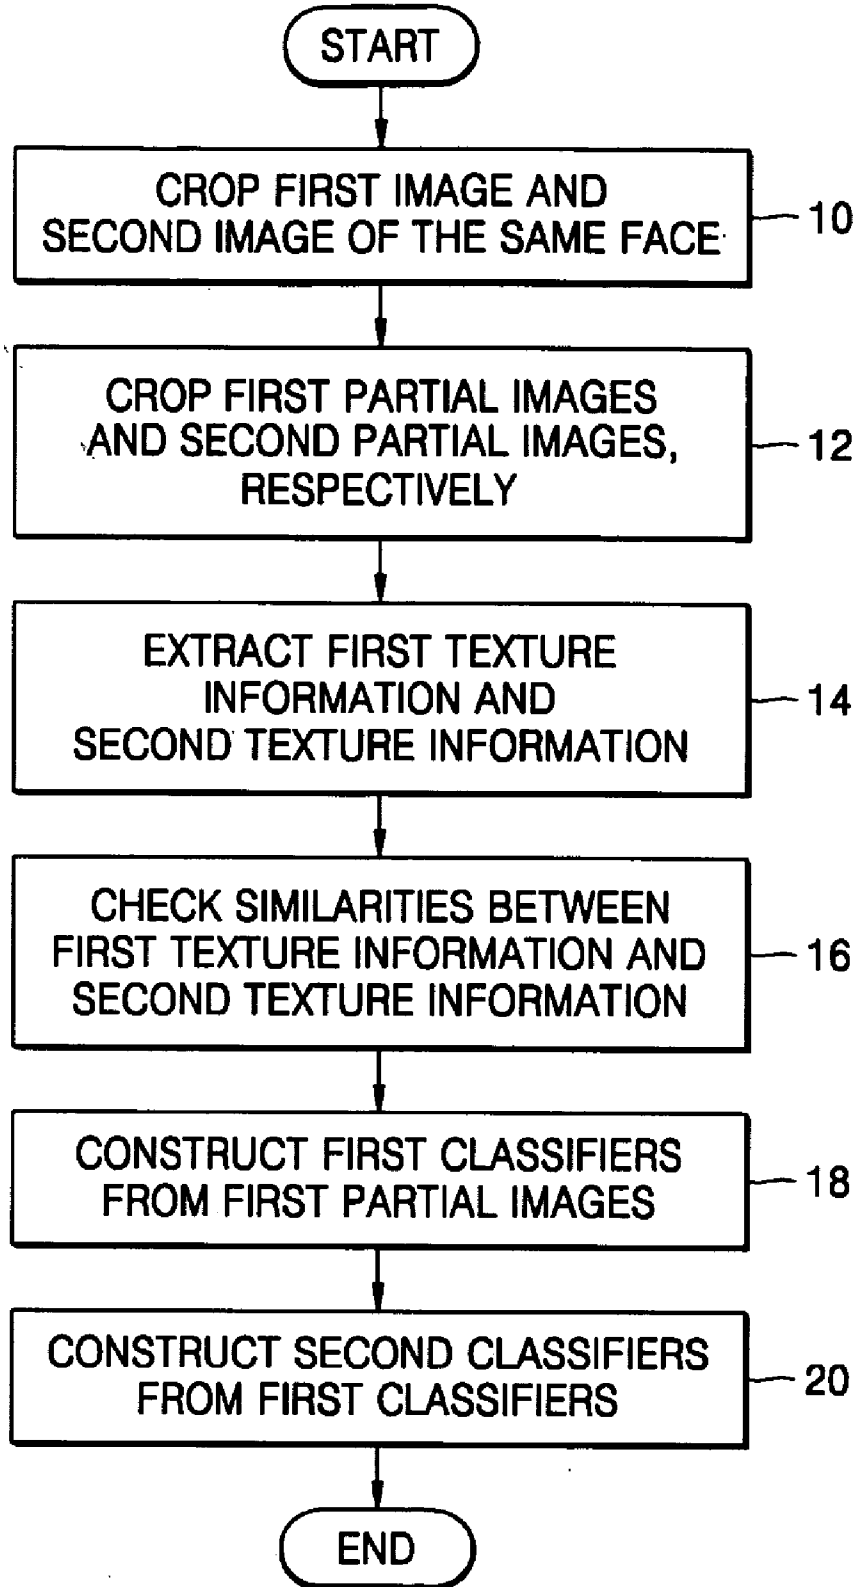 START
CROP FIRST IMAGE AND
SECOND IMAGE OF THE SAME FACE
10
CROP FIRST PARTIAL IMAGES
AND SECOND PARTIAL IMAGES,
RESPECTIVELY
12
EXTRACT FIRST TEXTURE
INFORMATION AND
SECOND TEXTURE INFORMATION
14
CHECK SIMILARITIES BETWEEN
FIRST TEXTURE INFORMATION AND
SECOND TEXTURE INFORMATION
16
CONSTRUCT FIRST CLASSIFIERS
FROM FIRST PARTIAL IMAGES
18
CONSTRUCT SECOND CLASSIFIERS
FROM FIRST CLASSIFIERS
20
END